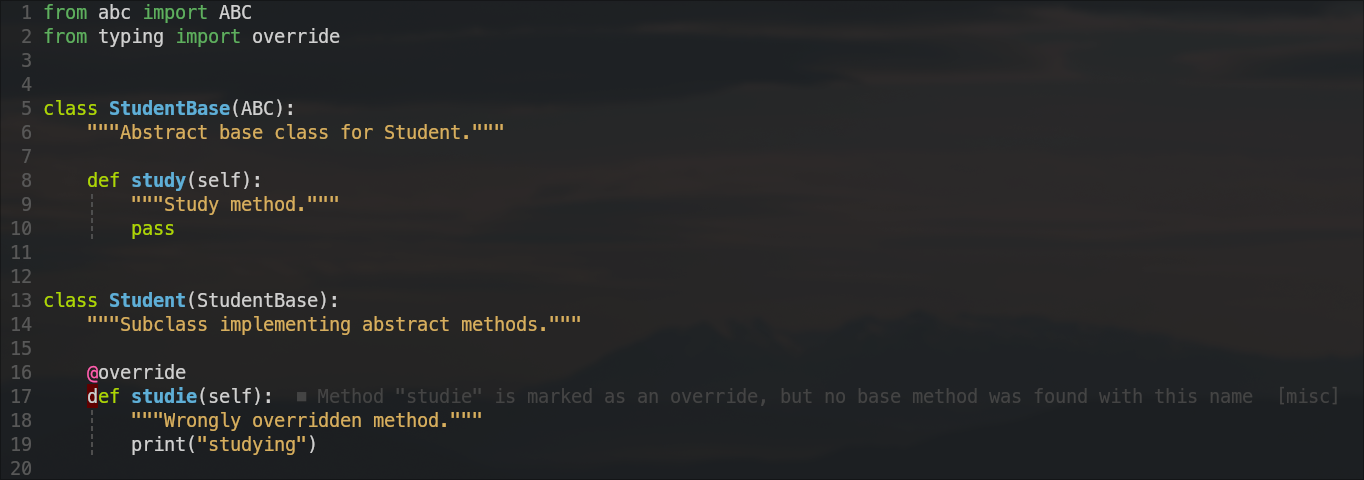 1 from abc import ABC
2 from typing import override
3
4
5 class StudentBase(ABC):
6     """Abstract base class for Student."""
7
8     def study(self):
9         """Study method."""
10         pass
11
12
13 class Student(StudentBase):
14     """Subclass implementing abstract methods."""
15
16     @override
17     def studie(self):  ■ Method "studie" is marked as an override, but no base method was found with this name  [misc]
18         """Wrongly overridden method."""
19         print("studying")
20